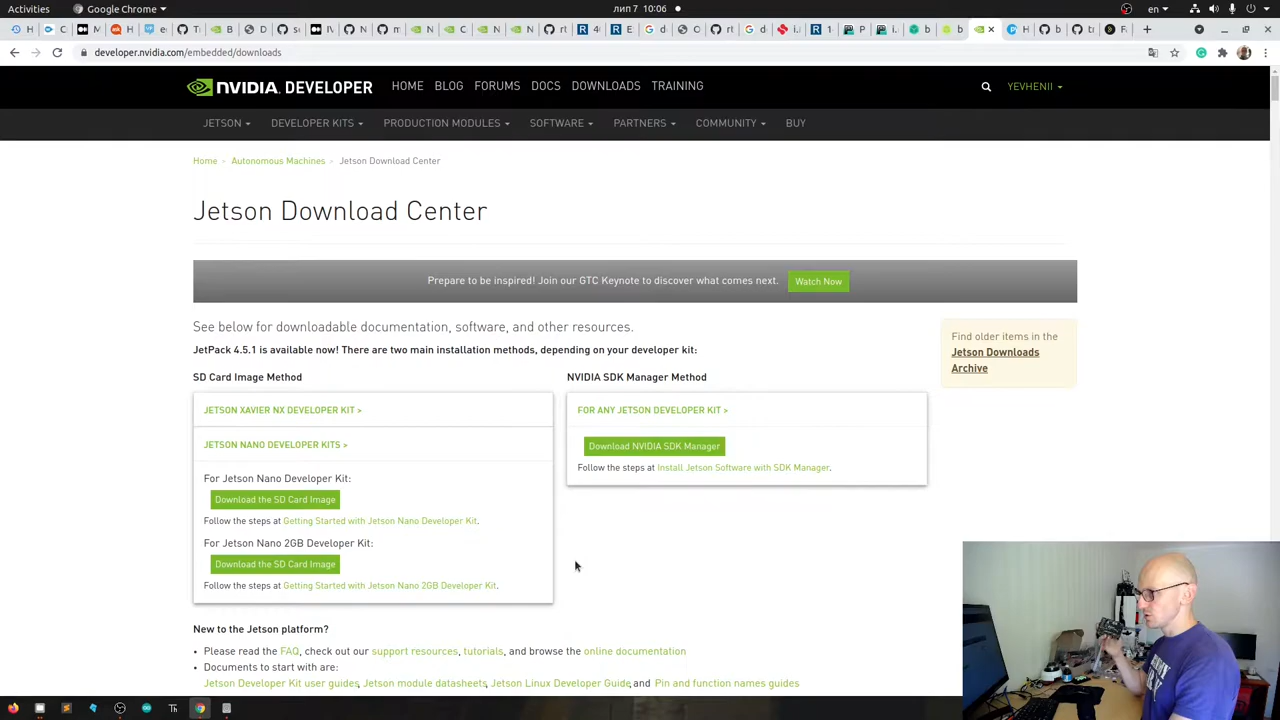 Activities
Google Chrome
лип 7 10:06
en
developer.nvidia.com/embedded/downloads
NVIDIA. DEVELOPER
HOME BLOG FORUMS DOCS DOWNLOADS TRAINING
YEVHENII
JETSON DEVELOPER KITS PRODUCTION MODULES SOFTWARE PARTNERS COMMUNITY BUY
Home > Autonomous Machines > Jetson Download Center
Jetson Download Center
Prepare to be inspired! Join our GTC Keynote to discover what comes next. Watch Now
See below for downloadable documentation, software, and other resources.
JetPack 4.5.1 is available now! There are two main installation methods, depending on your developer kit:
SD Card Image Method
JETSON XAVIER NX DEVELOPER KIT >
JETSON NANO DEVELOPER KITS >
For Jetson Nano Developer Kit:
Download the SD Card Image
Follow the steps at Getting Started with Jetson Nano Developer Kit.
For Jetson Nano 2GB Developer Kit:
Download the SD Card Image
Follow the steps at Getting Started with Jetson Nano 2GB Developer Kit.
NVIDIA SDK Manager Method
FOR ANY JETSON DEVELOPER KIT >
Download NVIDIA SDK Manager
Follow the steps at Install Jetson Software with SDK Manager.
Find older items in the
Jetson Downloads
Archive
New to the Jetson platform?
• Please read the FAQ, check out our support resources, tutorials, and browse the online documentation
• Documents to start with are:
Jetson Developer Kit user guides, Jetson module datasheets, Jetson Linux Developer Guide, and Pin and function names guides